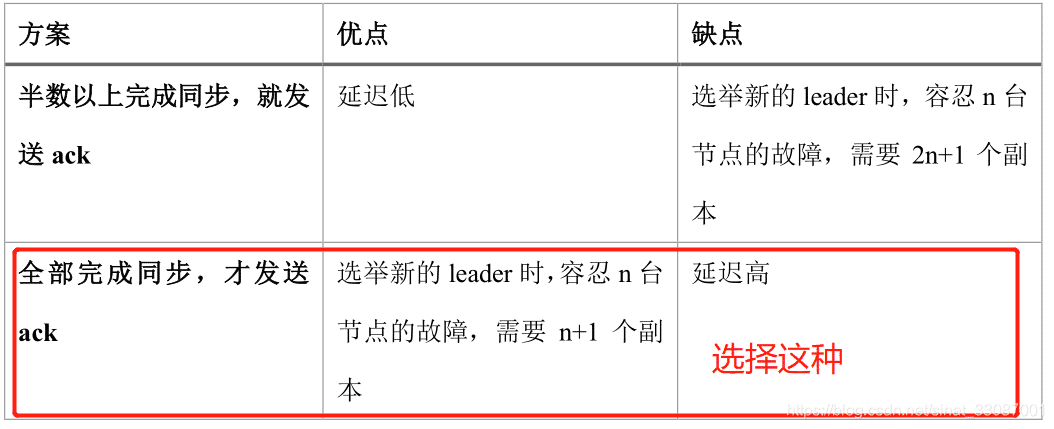 方案 优点 缺点
半数以上完成同步，就发 延迟低 选举新的 leader 时，容忍 n 台
送 ack 节点的故障，需要 2n+1 个副
本
全部完成同步，才发送 选举新的 leader 时，容忍 n 台 延迟高
ack 节点的故障，需要 n+1 个副
选择这种
本
https://blog.csdn.net/sinat_33087001